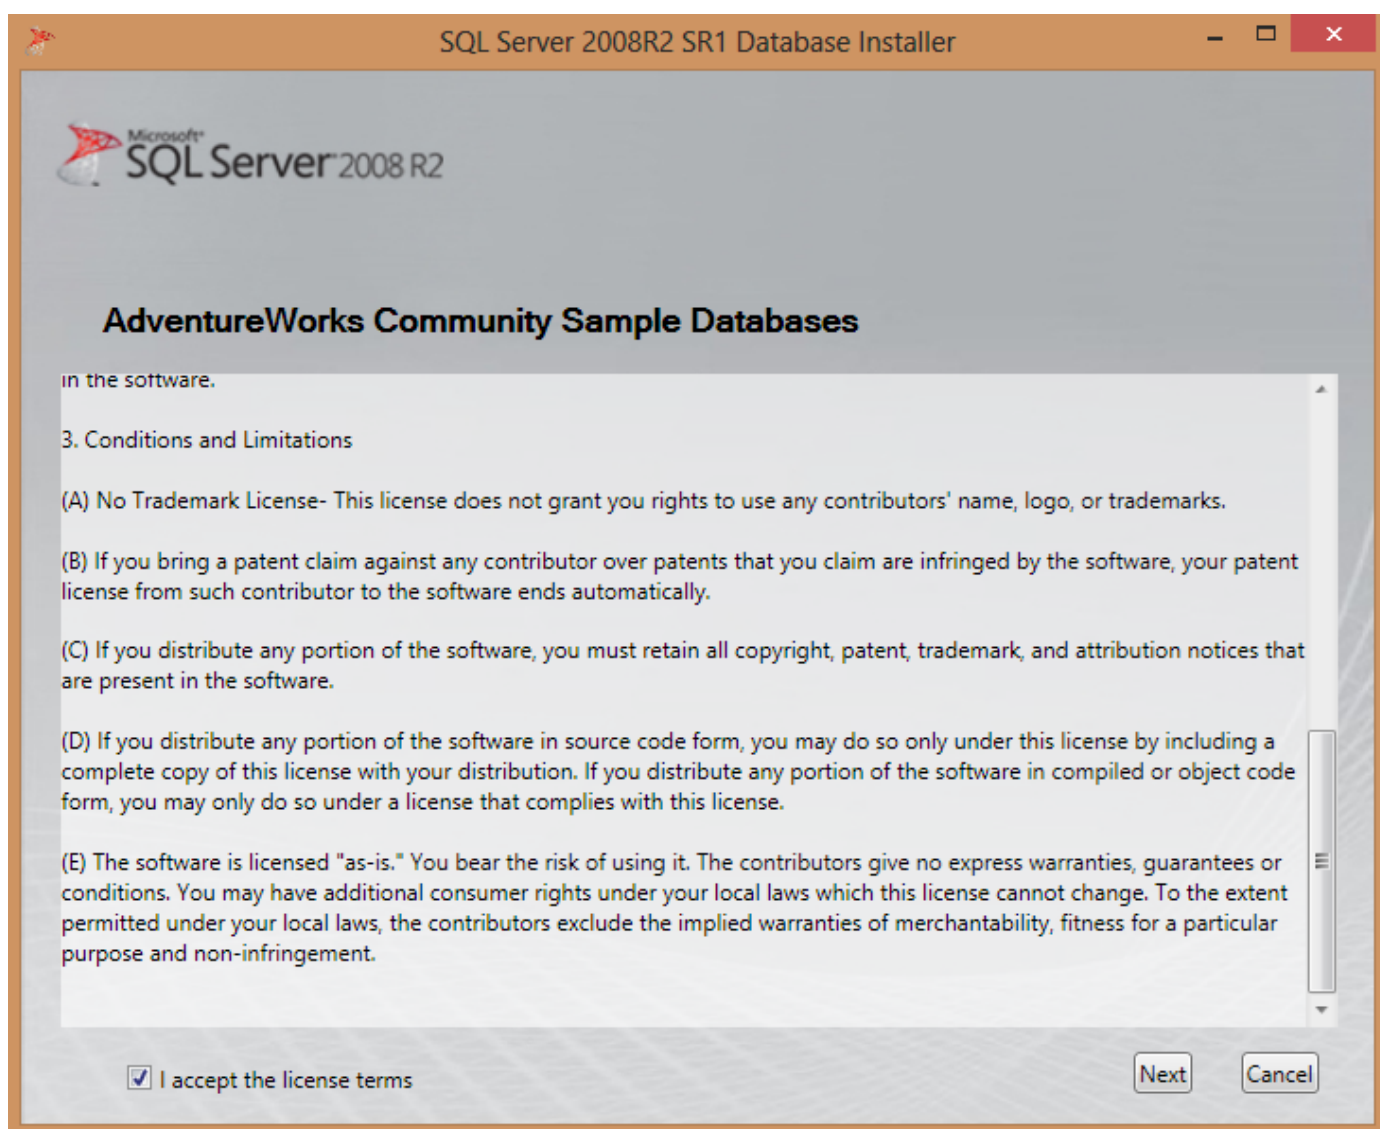 SQL Server 2008R2 SR1 Database Installer
Microsoft®
SQL Server® 2008 R2
AdventureWorks Community Sample Databases
in the software.
3. Conditions and Limitations
(A) No Trademark License- This license does not grant you rights to use any contributors' name, logo, or trademarks.
(B) If you bring a patent claim against any contributor over patents that you claim are infringed by the software, your patent
license from such contributor to the software ends automatically.
(C) If you distribute any portion of the software, you must retain all copyright, patent, trademark, and attribution notices that
are present in the software.
(D) If you distribute any portion of the software in source code form, you may do so only under this license by including a
complete copy of this license with your distribution. If you distribute any portion of the software in compiled or object code
form, you may only do so under a license that complies with this license.
(E) The software is licensed "as-is." You bear the risk of using it. The contributors give no express warranties, guarantees or
conditions. You may have additional consumer rights under your local laws which this license cannot change. To the extent
permitted under your local laws, the contributors exclude the implied warranties of merchantability, fitness for a particular
purpose and non-infringement.
I accept the license terms
Next
Cancel